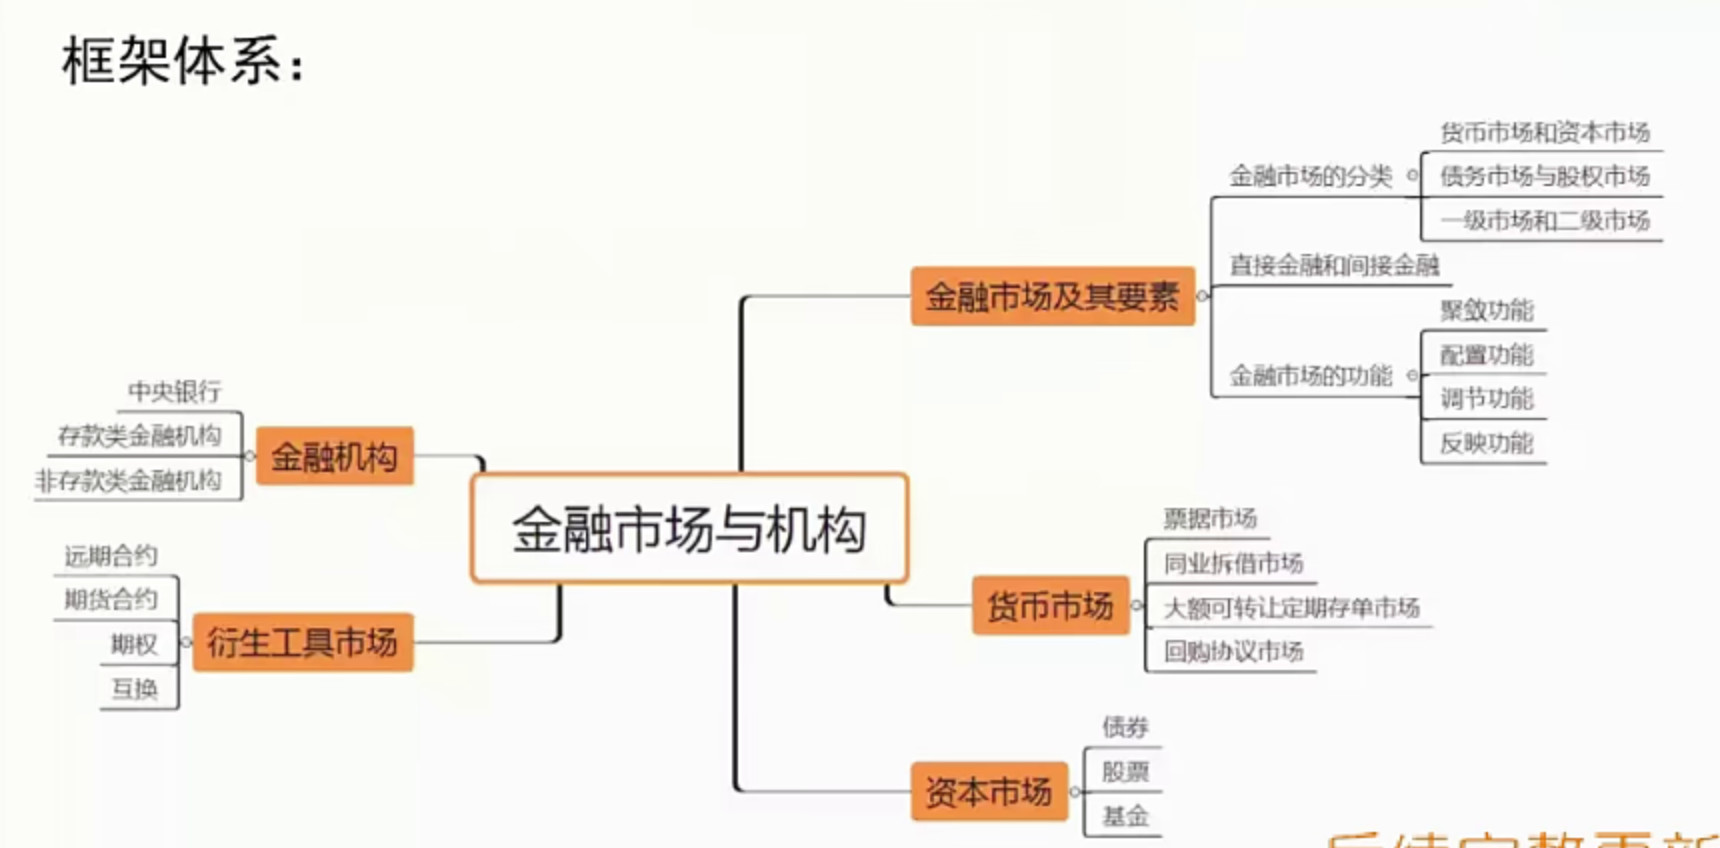 框架体系：
金融市场与机构
金融市场及其要素
金融市场的分类
货币市场和资本市场
债务市场与股权市场
一级市场和二级市场
直接金融和间接金融
金融市场的功能
聚敛功能
配置功能
调节功能
反映功能
货币市场
票据市场
同业拆借市场
大额可转让定期存单市场
回购协议市场
资本市场
债券
股票
基金
金融机构
中央银行
存款类金融机构
非存款类金融机构
衍生工具市场
远期合约
期货合约
期权
互换
后续完整更新